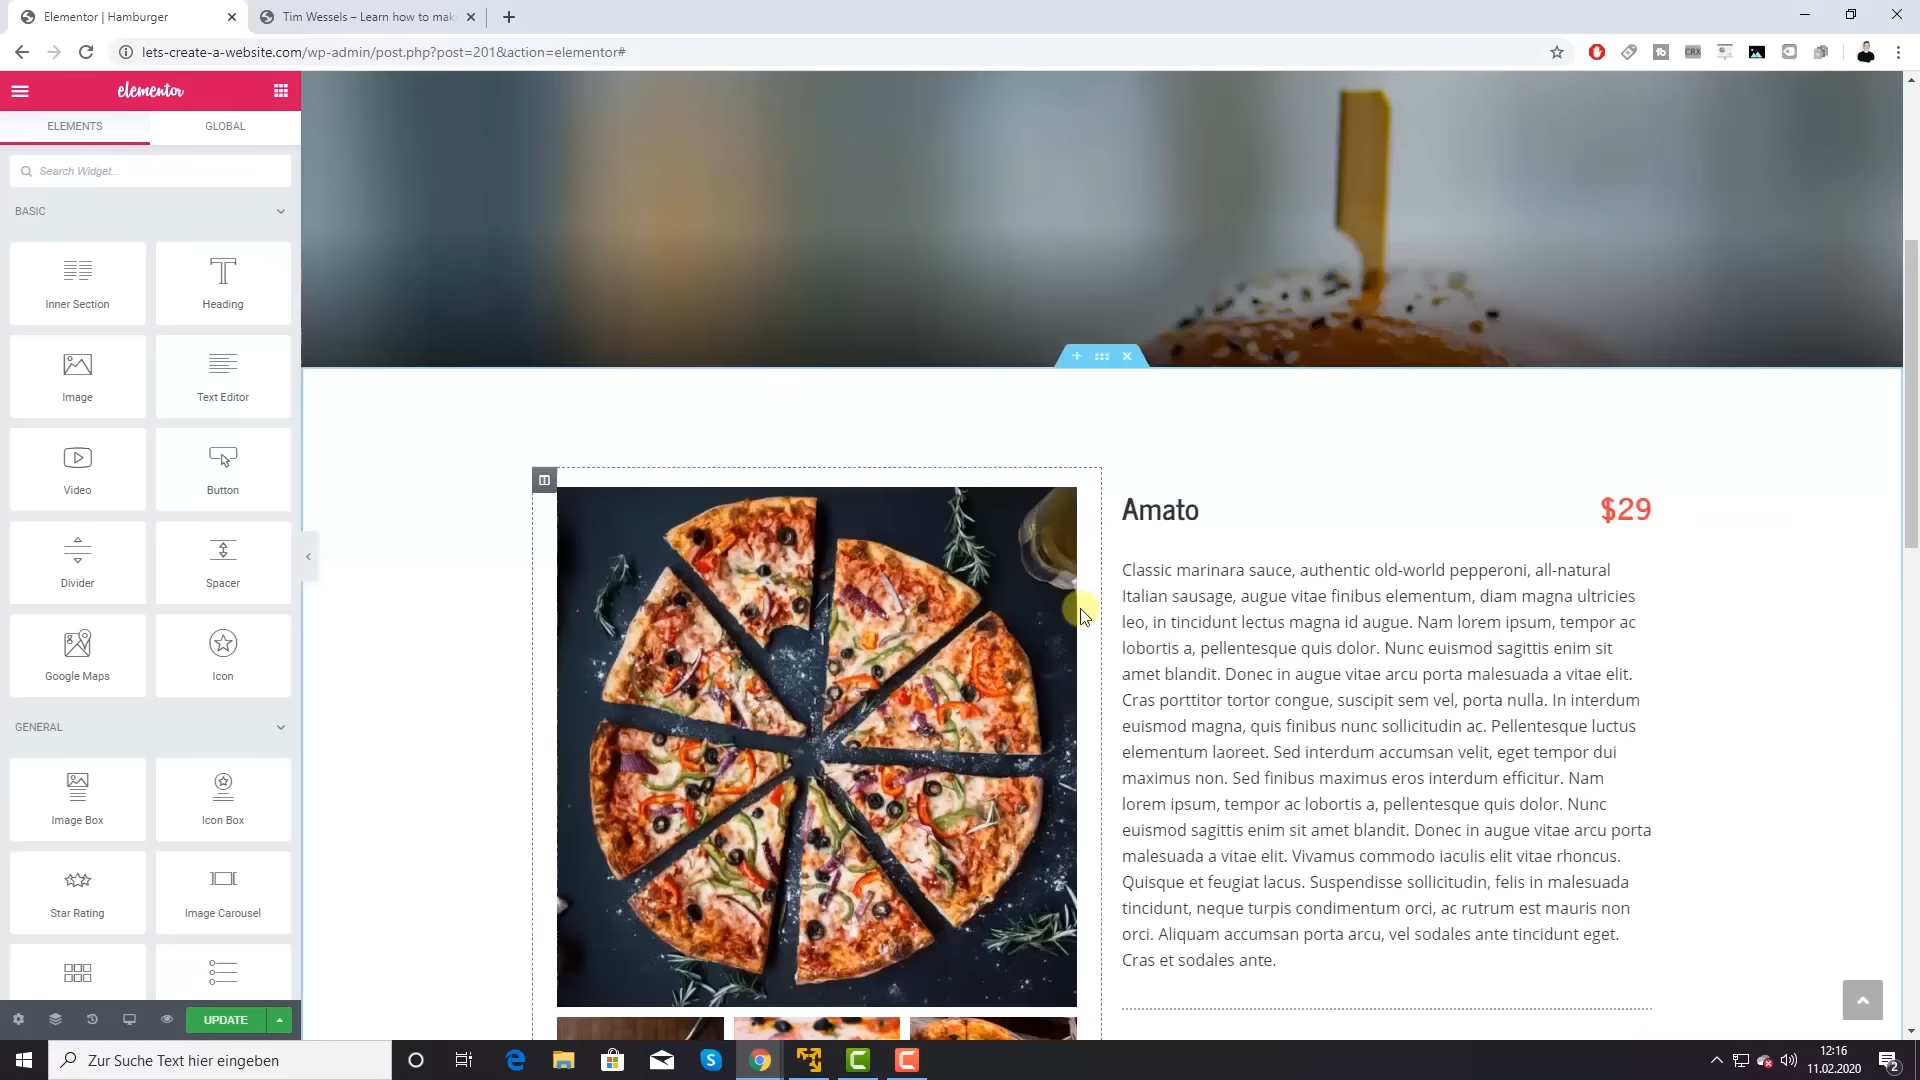 Elementor | Hamburger
Tim Wessels – Learn how to mak
lets-create-a-website.com/wp-admin/post.php?post=201&action=elementor#
elementor
ELEMENTS
GLOBAL
Search Widget...
BASIC
Inner Section
Heading
Image
Text Editor
Video
Button
Divider
Spacer
Google Maps
Icon
GENERAL
Image Box
Icon Box
Star Rating
Image Carousel
UPDATE
Amato
$29
Classic marinara sauce, authentic old-world pepperoni, all-natural
Italian sausage, augue vitae finibus elementum, diam magna ultricies
leo, in tincidunt lectus magna id augue. Nam lorem ipsum, tempor ac
lobortis a, pellentesque quis dolor. Nunc euismod sagittis enim sit
amet blandit. Donec in augue vitae arcu porta malesuada a vitae elit.
Cras porttitor tortor congue, suscipit sem vel, porta nulla. In interdum
euismod magna, quis finibus nunc sollicitudin ac. Pellentesque luctus
elementum laoreet. Sed interdum accumsan velit, eget tempor dui
maximus non. Sed finibus maximus eros interdum efficitur. Nam
lorem ipsum, tempor ac lobortis a, pellentesque quis dolor. Nunc
euismod sagittis enim sit amet blandit. Donec in augue vitae arcu porta
malesuada a vitae elit. Vivamus commodo iaculis elit vitae rhoncus.
Quisque et feugiat lacus. Suspendisse sollicitudin, felis in malesuada
tincidunt, neque turpis condimentum orci, ac rutrum est mauris non
orci. Aliquam accumsan porta arcu, vel sodales ante tincidunt eget.
Cras et sodales ante.
Zur Suche Text hier eingeben
12:16
11.02.2020
2